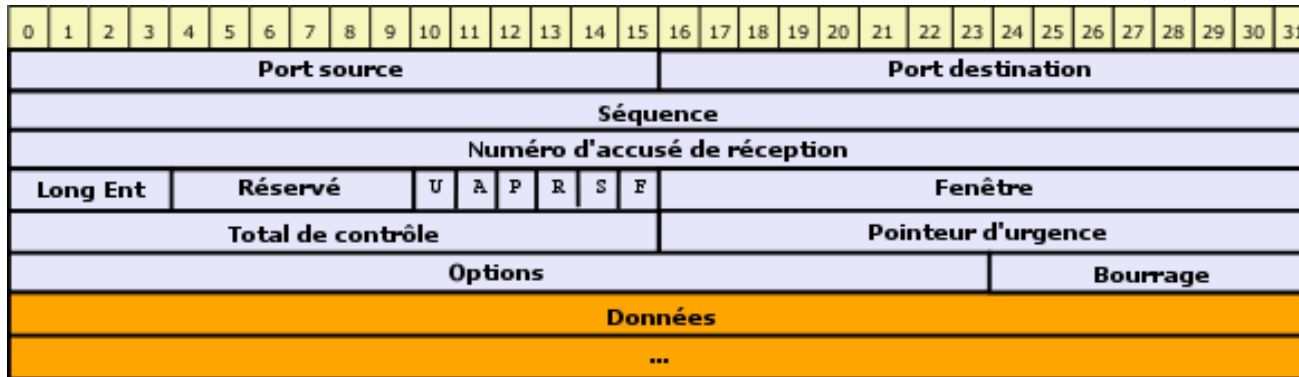 0 1 2 3 4 5 6 7 8 9 10 11 12 13 14 15 16 17 18 19 20 21 22 23 24 25 26 27 28 29 30 31
Port source Port destination
Séquence
Numéro d'accusé de réception
Long Ent Réservé U A P R S F Fenêtre
Total de contrôle Pointeur d'urgence
Options Bourrage
Données
...